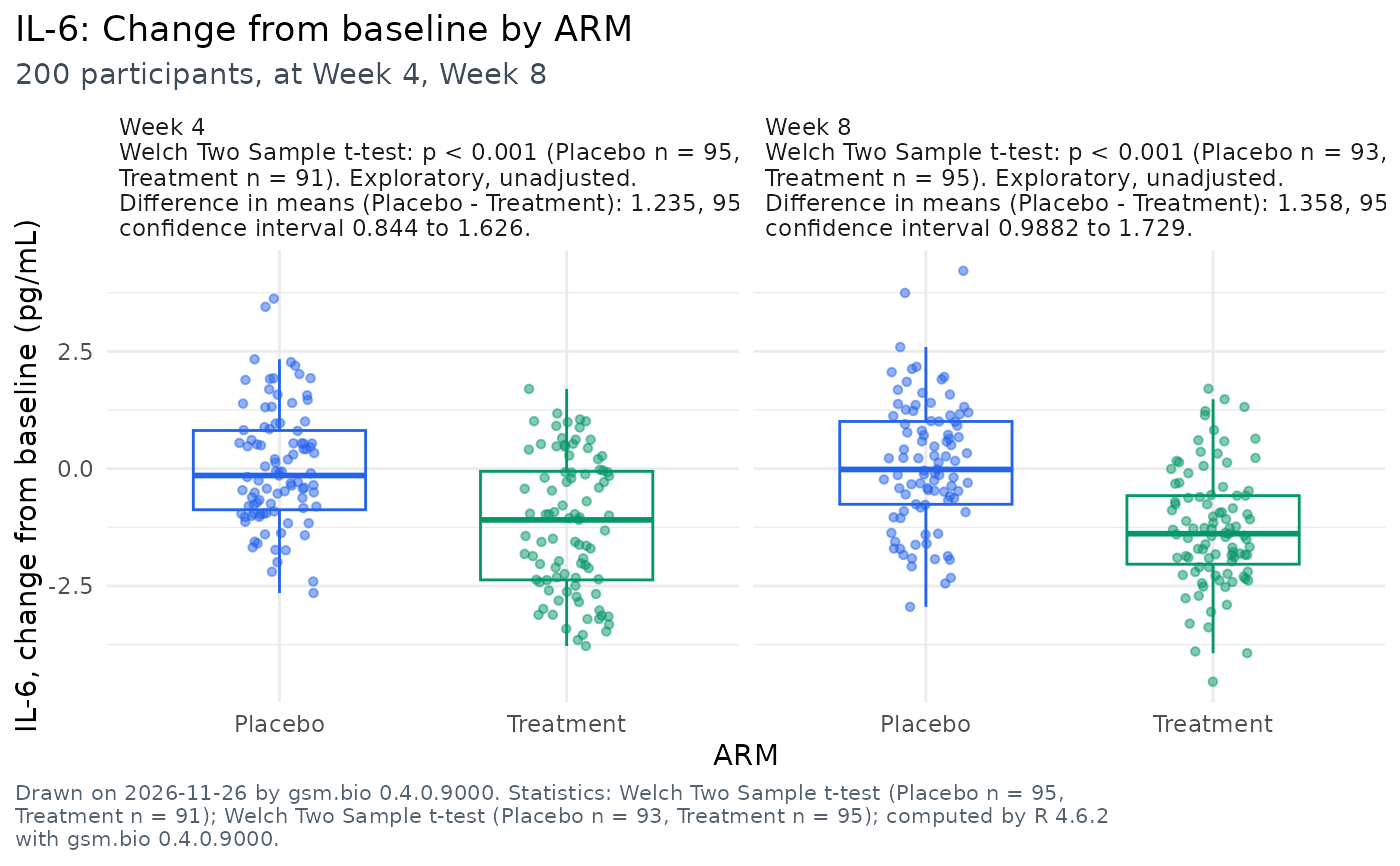 IL-6: Change from baseline by ARM
200 participants, at Week 4, Week 8
Week 4
Welch Two Sample t-test: p < 0.001 (Placebo n = 95,
Treatment n = 91). Exploratory, unadjusted.
Difference in means (Placebo - Treatment): 1.235, 95
confidence interval 0.844 to 1.626.
Week 8
Welch Two Sample t-test: p < 0.001 (Placebo n = 93,
Treatment n = 95). Exploratory, unadjusted.
Difference in means (Placebo - Treatment): 1.358, 95
confidence interval 0.9882 to 1.729.
IL-6, change from baseline (pg/mL)
2.5
0.0
-2.5
Placebo
Treatment
Placebo
Treatment
ARM
Drawn on 2026-11-26 by gsm.bio 0.4.0.9000. Statistics: Welch Two Sample t-test (Placebo n = 95,
Treatment n = 91); Welch Two Sample t-test (Placebo n = 93, Treatment n = 95); computed by R 4.6.2
with gsm.bio 0.4.0.9000.